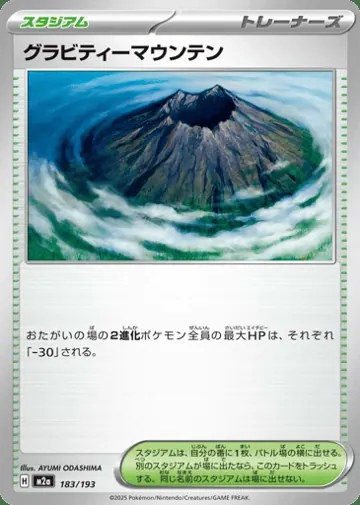 スタジアム
トレーナーズ
グラビティーマウンテン
おたがいの場の2進化ポケモン全員の最大HPは、それぞれ
「-30」される。
Illus. AYUMI ODASHIMA
H m2a 183/193
スタジアムは、自分の番に1枚、バトル場の横に出せる。
別のスタジアムが場に出たなら、このカードをトラッシュ
する。同じ名前のスタジアムは場に出せない。
©2025 Pokémon/Nintendo/Creatures/GAME FREAK.